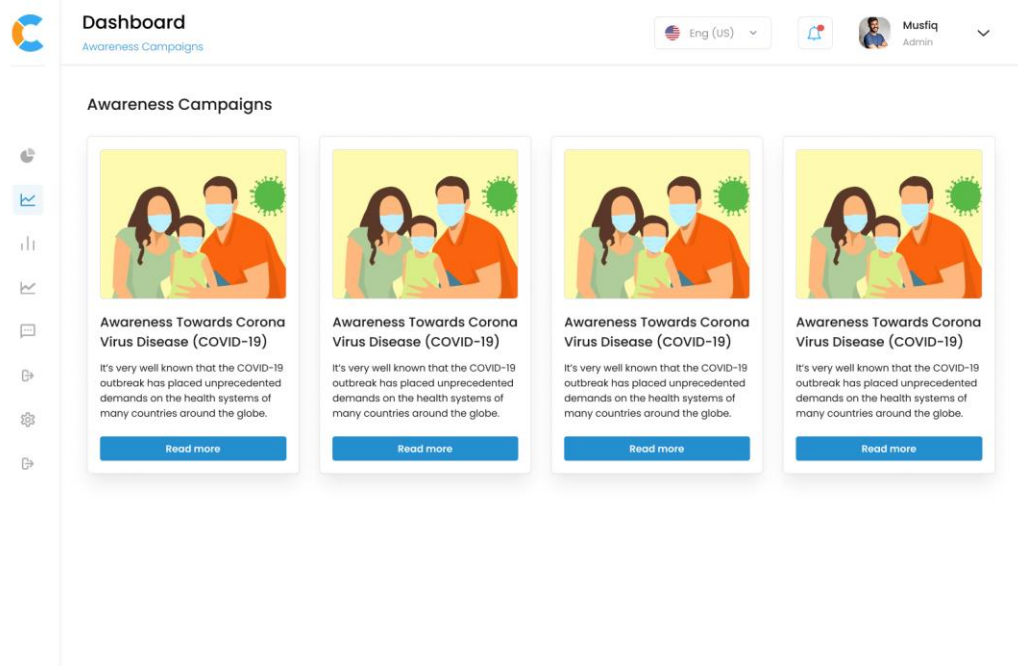 Dashboard
Awareness Campaigns
Eng (US)
Musfiq
Admin
Awareness Campaigns
Awareness Towards Corona
Virus Disease (COVID-19)
It's very well known that the COVID-19
outbreak has placed unprecedented
demands on the health systems of
many countries around the globe.
Read more
Awareness Towards Corona
Virus Disease (COVID-19)
It's very well known that the COVID-19
outbreak has placed unprecedented
demands on the health systems of
many countries around the globe.
Read more
Awareness Towards Corona
Virus Disease (COVID-19)
It's very well known that the COVID-19
outbreak has placed unprecedented
demands on the health systems of
many countries around the globe.
Read more
Awareness Towards Corona
Virus Disease (COVID-19)
It's very well known that the COVID-19
outbreak has placed unprecedented
demands on the health systems of
many countries around the globe.
Read more